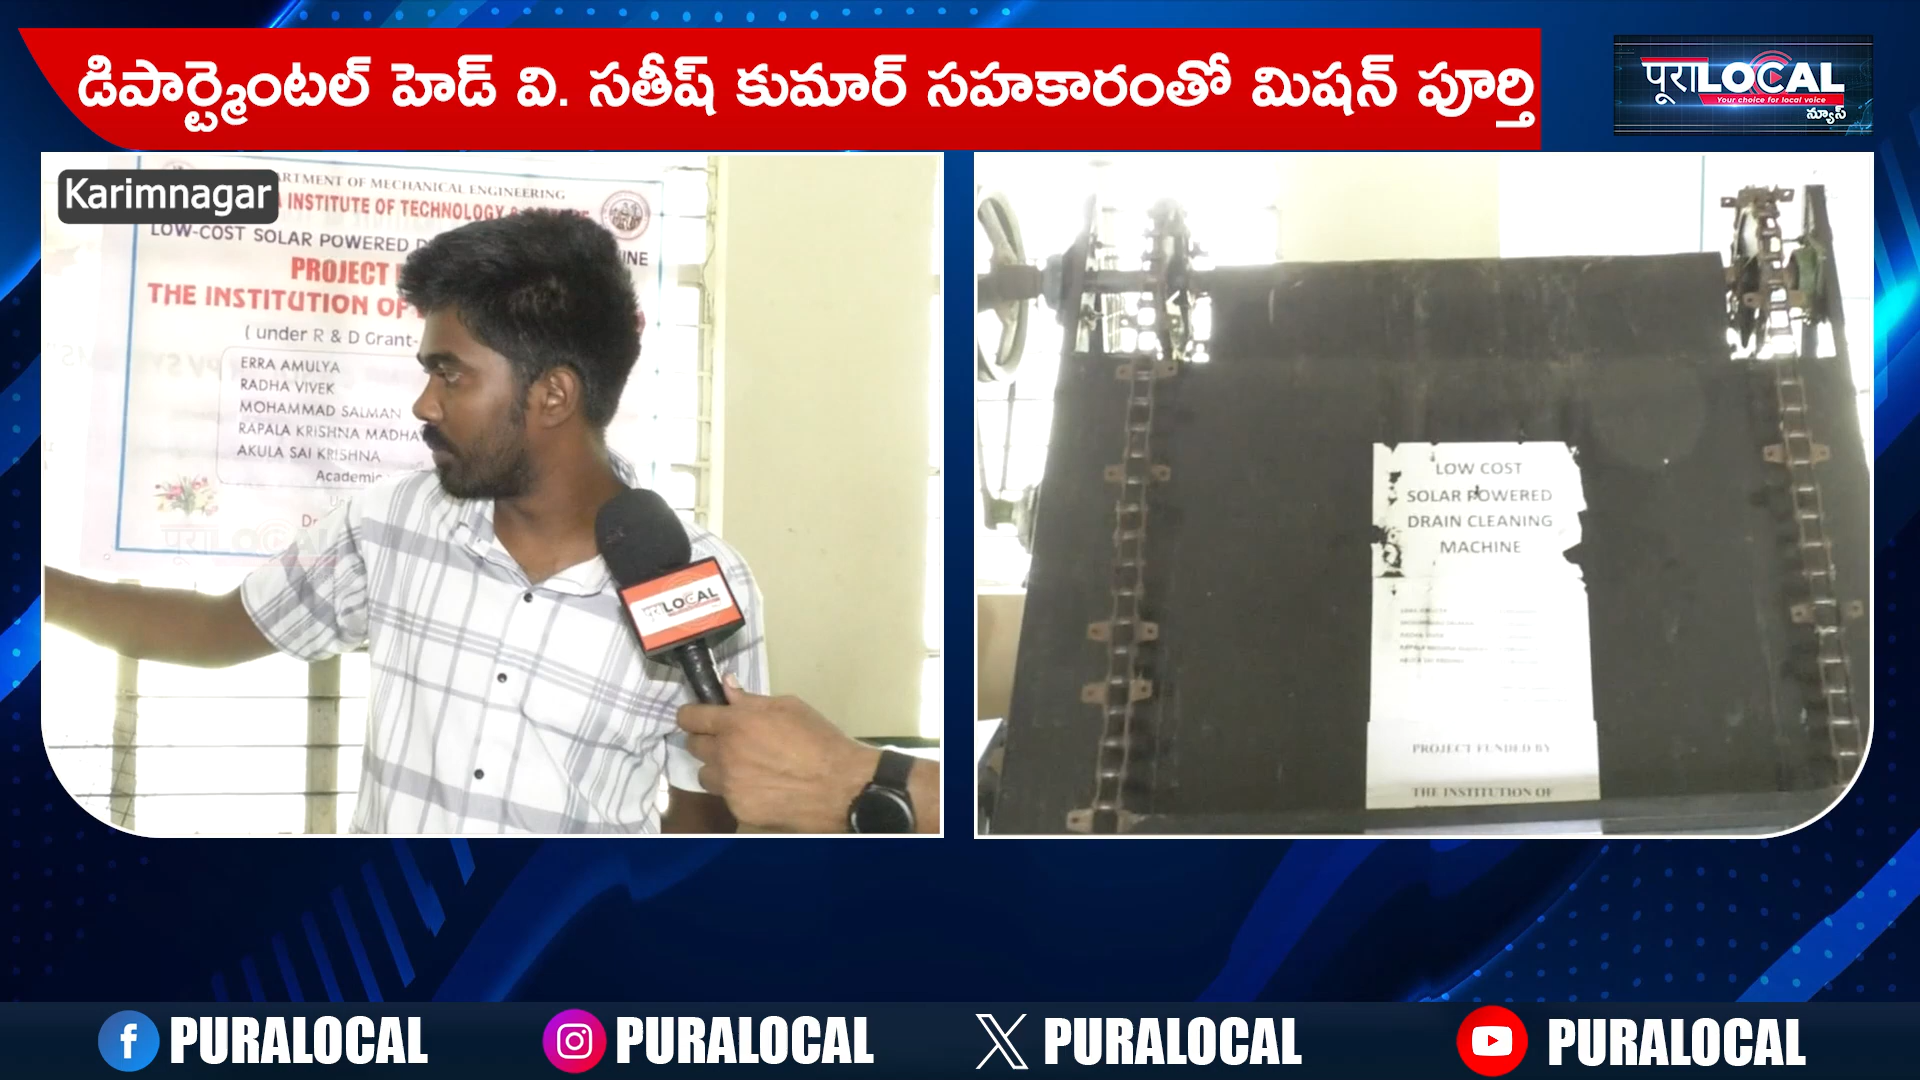 డిపార్ట్మెంటల్ హెడ్ వి. సతీష్ కుమార్ సహకారంతో మిషన్ పూర్తి
पूरा LOCAL
Your choice for local voice
న్యూస్
Karimnagar
ARTMENT OF MECHANICAL ENGINEERING
INSTITUTE OF TECHNOLOGY &
LOW-COST SOLAR POWERED
PROJECT
THE INSTITUTION OF
( under R & D Grant-
ERRA AMULYA
RADHA VIVEK
MOHAMMAD SALMAN
RAPALA KRISHNA MADHA
AKULA SAI KRISHNA
Academic
पूरा LOCAL
LOCAL
LOW COST
SOLAR POWERED
DRAIN CLEANING
MACHINE
PROJECT FUNDED BY
THE INSTITUTION OF
PURALOCAL
PURALOCAL
PURALOCAL
PURALOCAL